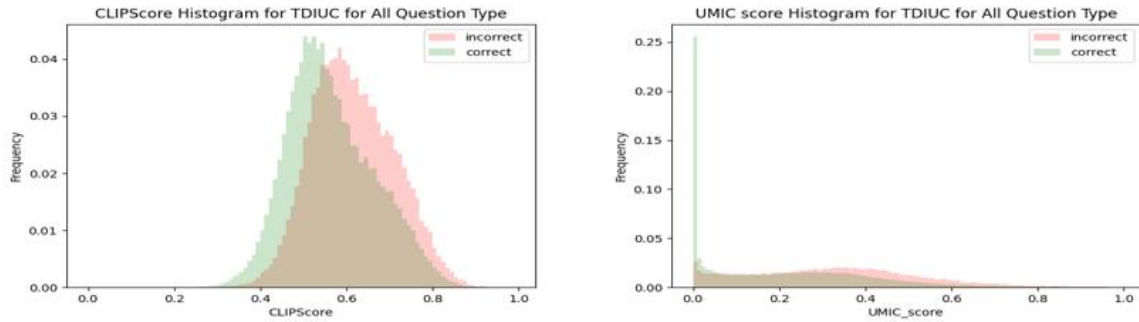 CLIPScore Histogram for TDIUC for All Question Type
incorrect
correct
0.04
0.03
0.02
0.01
0.00
Frequency
0.0 0.2 0.4 0.6 0.8 1.0
CLIPScore
UMIC score Histogram for TDIUC for All Question Type
incorrect
correct
0.25
0.20
0.15
0.10
0.05
0.00
Frequency
0.0 0.2 0.4 0.6 0.8 1.0
UMIC_score